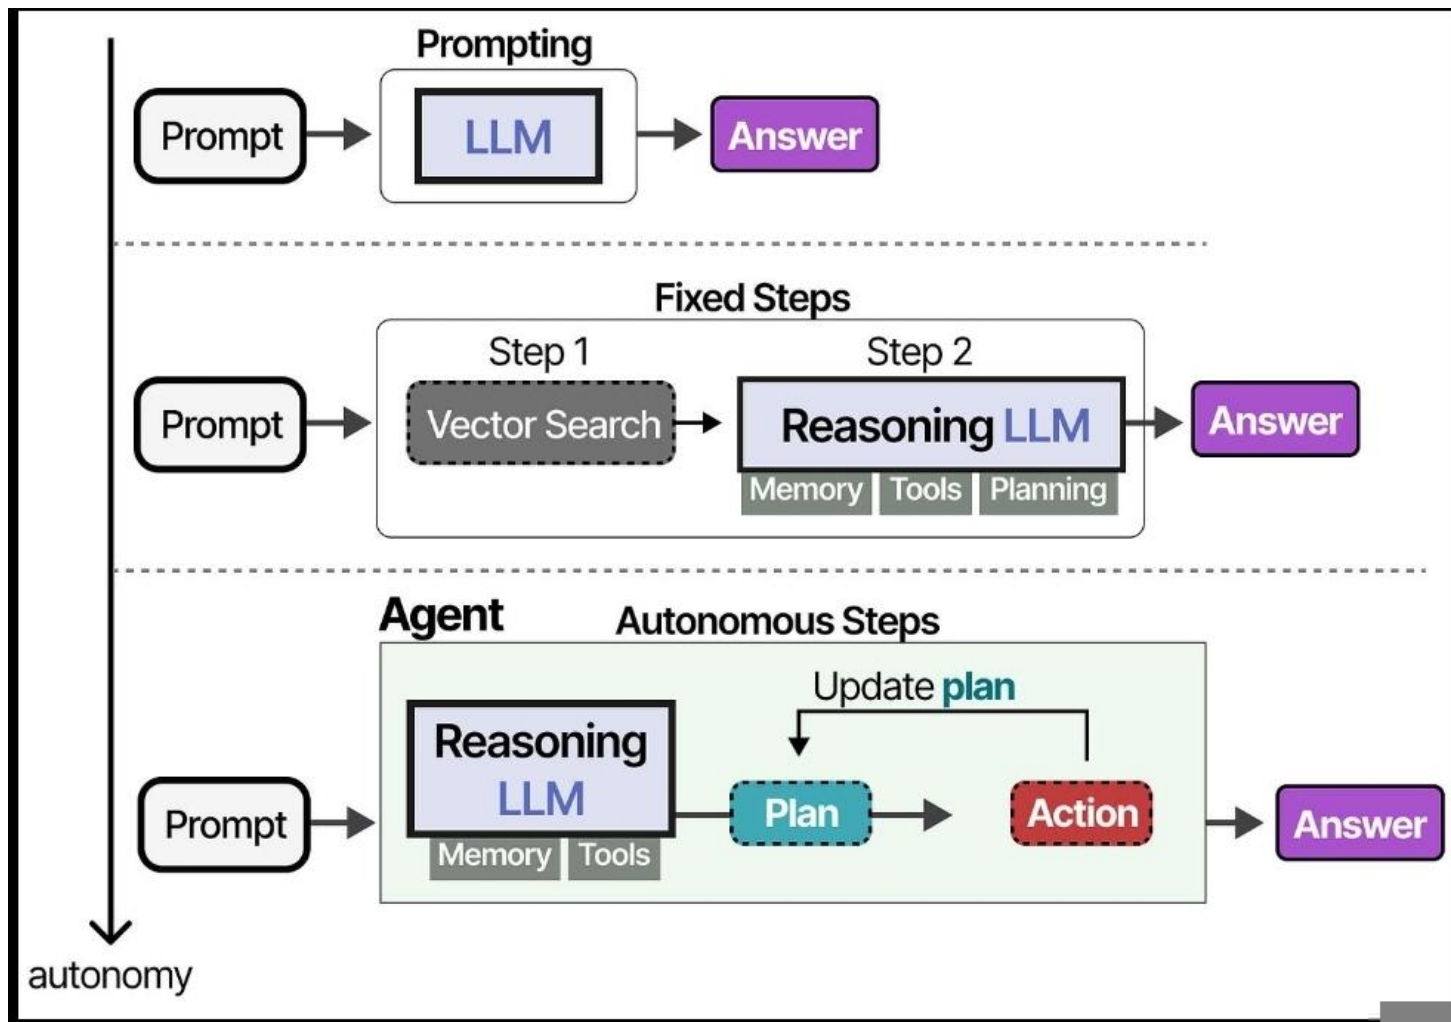 Prompting
Prompt
LLM
Answer
Fixed Steps
Step 1
Step 2
Prompt
Vector Search
Reasoning LLM
Answer
Memory
Tools
Planning
Agent
Autonomous Steps
Update plan
Reasoning
LLM
Prompt
Plan
Action
Answer
Memory
Tools
autonomy